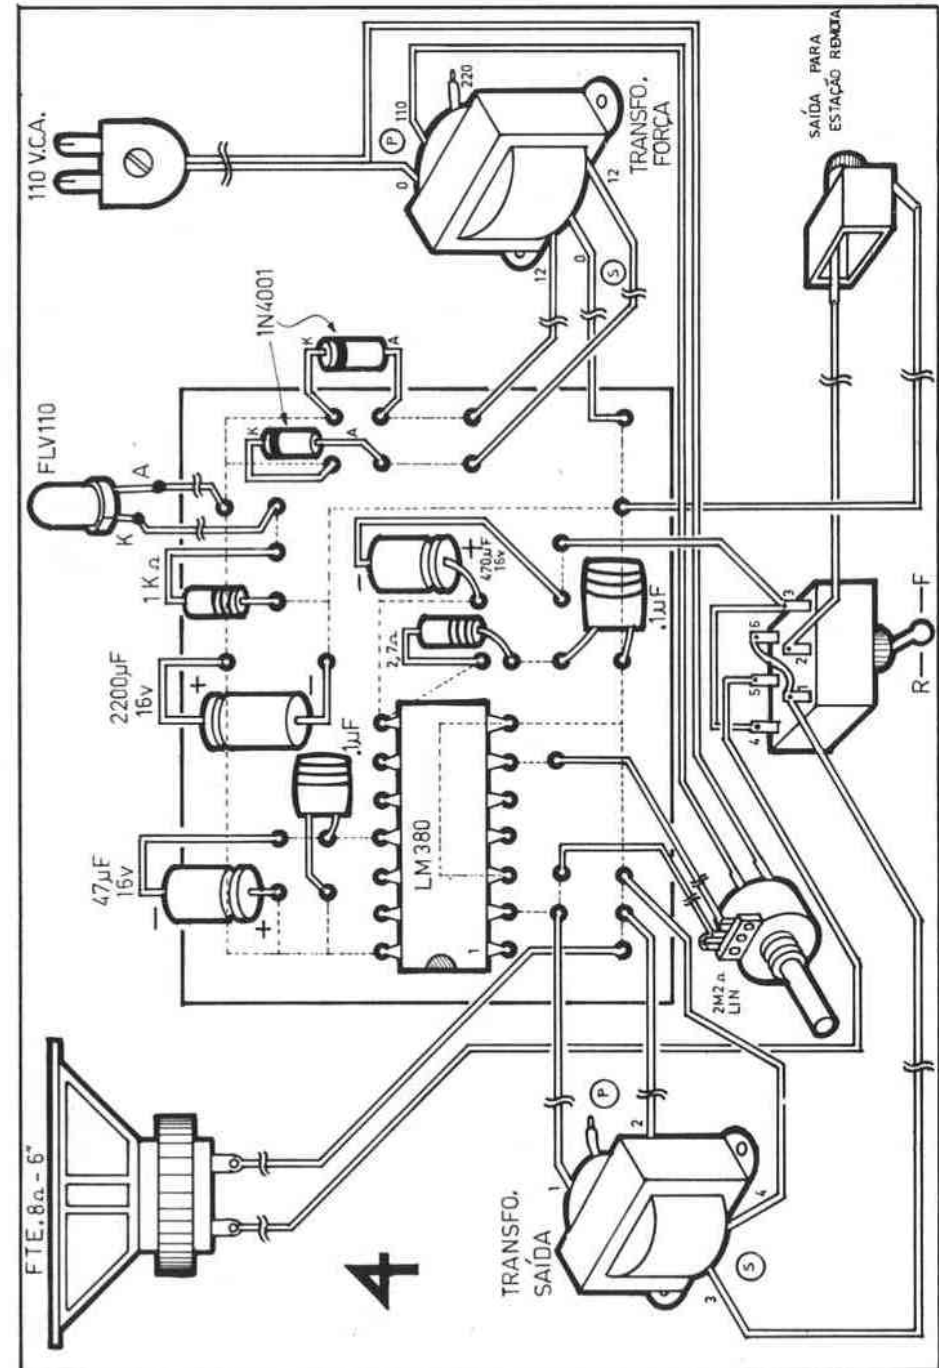 110 V.C.A.
FLV110
K
A
1N4001
K
A
K
A
1KΩ
2200µF
16v
+
-
47µF
16v
-
+
.1µF
2,7Ω
-
+
470µF
16v
.1µF
LM380
1
P
0
110
220
TRANSFO.
FORÇA
12
0
12
S
SAÍDA PARA
ESTAÇÃO REMOTA
4
5
6
1
2
3
R—F
2M2Ω
LIN
FTE. 8Ω - 6"
4
TRANSFO.
SAÍDA
1
P
2
3
S
4